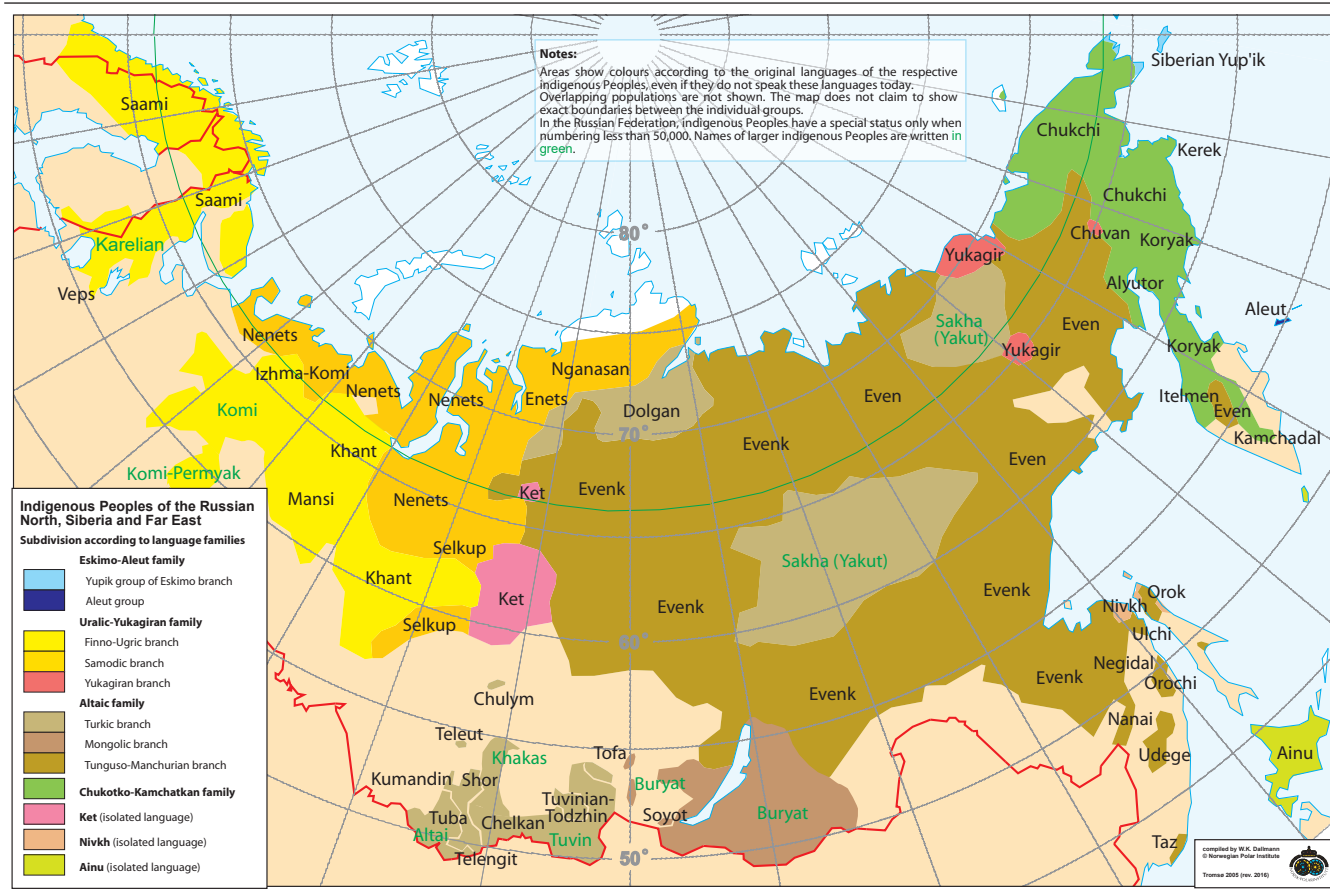 Notes:
Areas show colours according to the original languages of the respective
indigenous Peoples, even if they do not speak these languages today.
Overlapping populations are not shown. The map does not claim to show
exact boundaries between the individual groups.
In the Russian Federation, indigenous Peoples have a special status only when
numbering less than 50,000. Names of larger indigenous Peoples are written in
green.
Siberian Yup'ik
Saami
Chukchi
Kerek
Saami
Chukchi
80°
Chuvan
Koryak
Karelian
Yukagir
Alyutor
Veps
Aleut
Nenets
Sakha
(Yakut)
Even
Koryak
Yukagir
Izhma-Komi
Nganasan
Nenets
Nenets
Enets
Even
Itelmen
Even
Komi
Dolgan
Kamchadal
70°
Evenk
Khant
Even
Komi-Permyak
Ket
Evenk
Mansi
Nenets
Selkup
Sakha (Yakut)
Khant
Ket
Evenk
Evenk
Orok
Nivkh
Selkup
Ulchi
60°
Negidal
Evenk
Orochi
Evenk
Chulym
Nanai
Teleut
Udege
Khakas
Tofa
Ainu
Kumandin
Shor
Buryat
Tuvinian-
Todzhin
Tuba
Chelkan
Soyot
Buryat
Altai
Tuvin
Taz
Telengit
50°
Indigenous Peoples of the Russian
North, Siberia and Far East
Subdivision according to language families
Eskimo-Aleut family
Yupik group of Eskimo branch
Aleut group
Uralic-Yukagiran family
Finno-Ugric branch
Samodic branch
Yukagiran branch
Altaic family
Turkic branch
Mongolic branch
Tunguso-Manchurian branch
Chukotko-Kamchatkan family
Ket (isolated language)
Nivkh (isolated language)
Ainu (isolated language)
compiled by W.K. Dallmann
© Norwegian Polar Institute
Tromsø 2005 (rev. 2016)